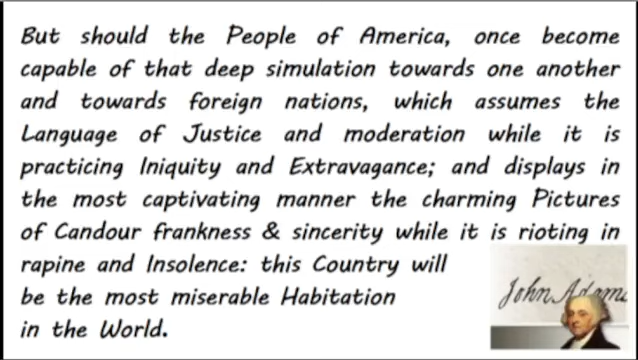 But should the People of America, once become
capable of that deep simulation towards one another
and towards foreign nations, which assumes the
Language of Justice and moderation while it is
practicing Iniquity and Extravagance; and displays in
the most captivating manner the charming Pictures
of Candour frankness & sincerity while it is rioting in
rapine and Insolence: this Country will
be the most miserable Habitation
in the World.
John Adams